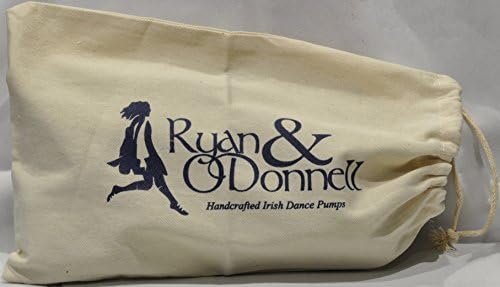 Ryan &
O'Donnell
Handcrafted Irish Dance Pumps